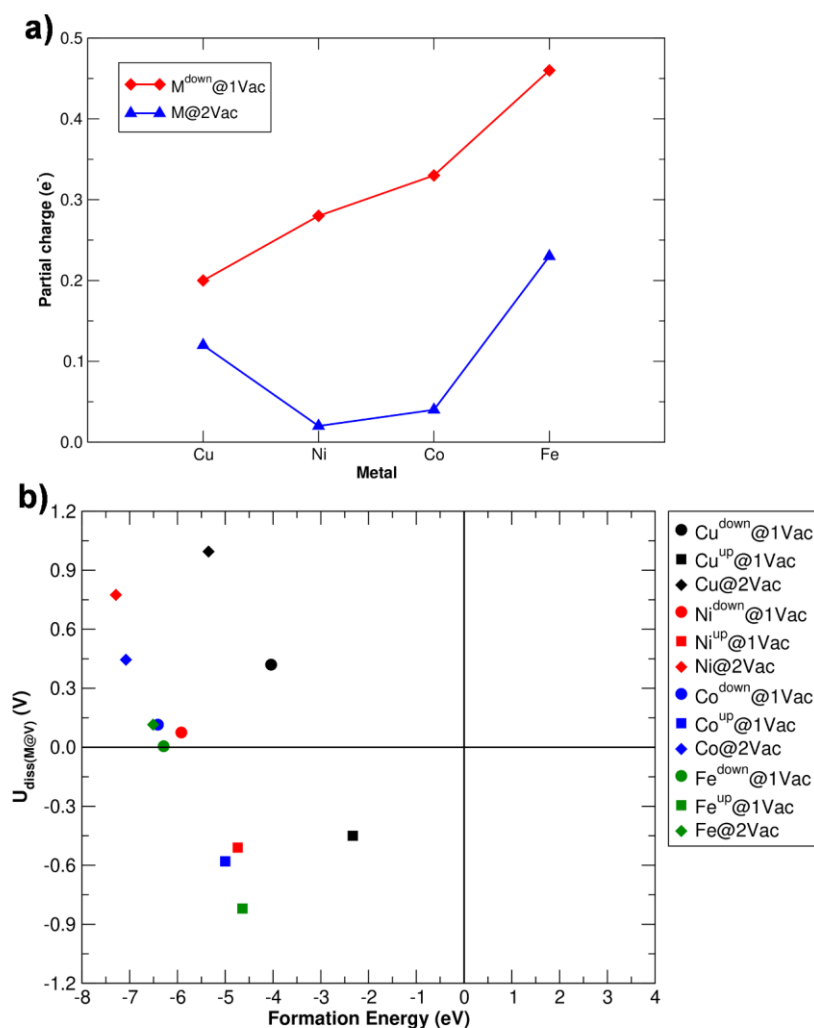 a)
0.5
0.4
0.3
0.2
0.1
0.0
Partial charge (e⁻)
M^down@1Vac
M@2Vac
Cu Ni Co Fe
Metal
b)
1.2
0.9
0.6
0.3
0.0
-0.3
-0.6
-0.9
-1.2
U_diss(M@V) (V)
-8 -7 -6 -5 -4 -3 -2 -1 0 1 2 3 4
Formation Energy (eV)
Cu^down@1Vac
Cu^up@1Vac
Cu@2Vac
Ni^down@1Vac
Ni^up@1Vac
Ni@2Vac
Co^down@1Vac
Co^up@1Vac
Co@2Vac
Fe^down@1Vac
Fe^up@1Vac
Fe@2Vac